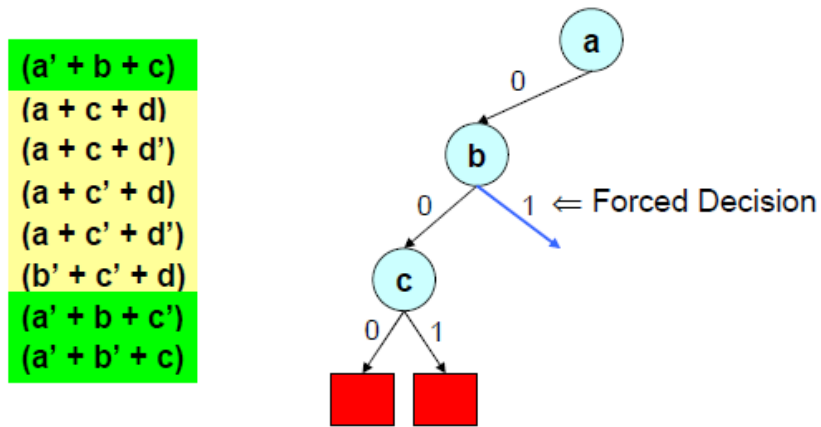 (a’ + b + c)
(a + c + d)
(a + c + d’)
(a + c’ + d)
(a + c’ + d’)
(b’ + c’ + d)
(a’ + b + c’)
(a’ + b’ + c)
a
0
b
0
1 ⇐ Forced Decision
c
0
1